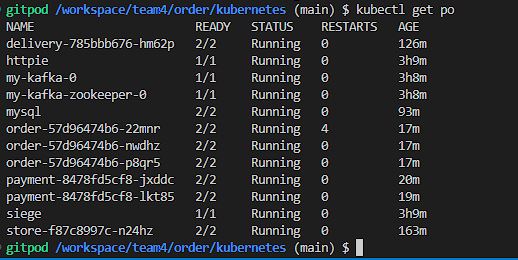 gitpod /workspace/team4/order/kubernetes (main) $ kubectl get po
NAME READY STATUS RESTARTS AGE
delivery-785bbb676-hm62p 2/2 Running 0 126m
httpie 1/1 Running 0 3h9m
my-kafka-0 1/1 Running 0 3h8m
my-kafka-zookeeper-0 1/1 Running 0 3h8m
mysql 2/2 Running 0 93m
order-57d96474b6-22mnr 2/2 Running 4 17m
order-57d96474b6-nwdhz 2/2 Running 0 17m
order-57d96474b6-p8qr5 2/2 Running 0 17m
payment-8478fd5cf8-jxddc 2/2 Running 0 20m
payment-8478fd5cf8-lkt85 2/2 Running 0 19m
siege 1/1 Running 0 3h9m
store-f87c8997c-n24hz 2/2 Running 0 163m
gitpod /workspace/team4/order/kubernetes (main) $